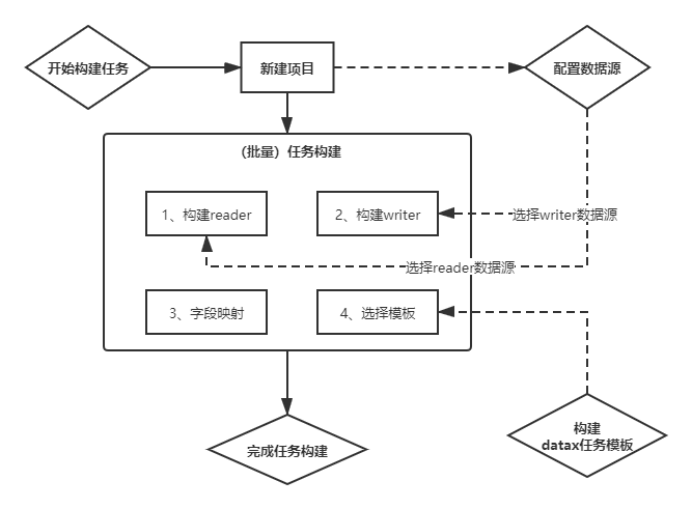 开始构建任务
新建项目
配置数据源
（批量）任务构建
1、构建reader
2、构建writer
选择writer数据源
选择reader数据源
3、字段映射
4、选择模板
构建
datax任务模板
完成任务构建